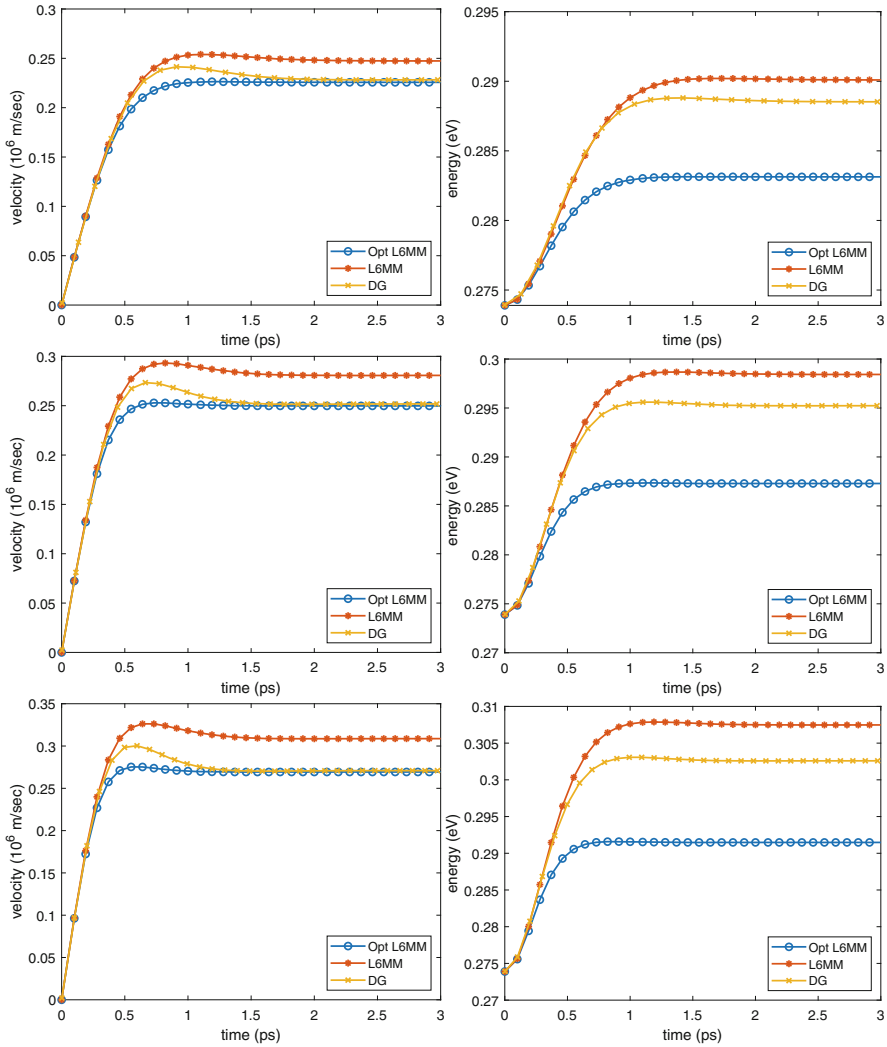 0.3
0.25
0.2
0.15
0.1
0.05
0
velocity (10⁶ m/sec)
0 0.5 1 1.5 2 2.5 3
time (ps)
Opt L6MM
L6MM
DG
0.295
0.29
0.285
0.28
0.275
energy (eV)
0 0.5 1 1.5 2 2.5 3
time (ps)
Opt L6MM
L6MM
DG
0.3
0.25
0.2
0.15
0.1
0.05
0
velocity (10⁶ m/sec)
0 0.5 1 1.5 2 2.5 3
time (ps)
Opt L6MM
L6MM
DG
0.3
0.295
0.29
0.285
0.28
0.275
0.27
energy (eV)
0 0.5 1 1.5 2 2.5 3
time (ps)
Opt L6MM
L6MM
DG
0.35
0.3
0.25
0.2
0.15
0.1
0.05
0
velocity (10⁶ m/sec)
0 0.5 1 1.5 2 2.5 3
time (ps)
Opt L6MM
L6MM
DG
0.31
0.305
0.3
0.295
0.29
0.285
0.28
0.275
0.27
energy (eV)
0 0.5 1 1.5 2 2.5 3
time (ps)
Opt L6MM
L6MM
DG